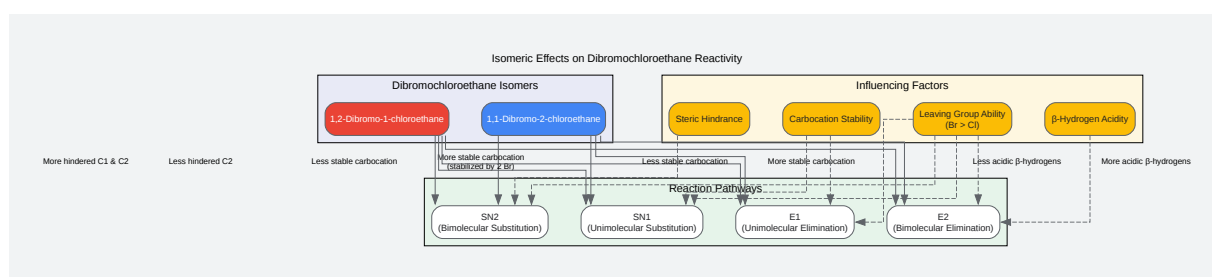 Isomeric Effects on Dibromochloroethane Reactivity
Dibromochloroethane Isomers
Influencing Factors
1,2-Dibromo-1-chloroethane
1,1-Dibromo-2-chloroethane
Steric Hindrance
Carbocation Stability
Leaving Group Ability
(Br > Cl)
β-Hydrogen Acidity
More hindered C1 & C2
Less hindered C2
Less stable carbocation
More stable carbocation
(stabilized by 2 Br)
Less stable carbocation
More stable carbocation
Less acidic β-hydrogens
More acidic β-hydrogens
Reaction Pathways
SN2
(Bimolecular Substitution)
SN1
(Unimolecular Substitution)
E1
(Unimolecular Elimination)
E2
(Bimolecular Elimination)